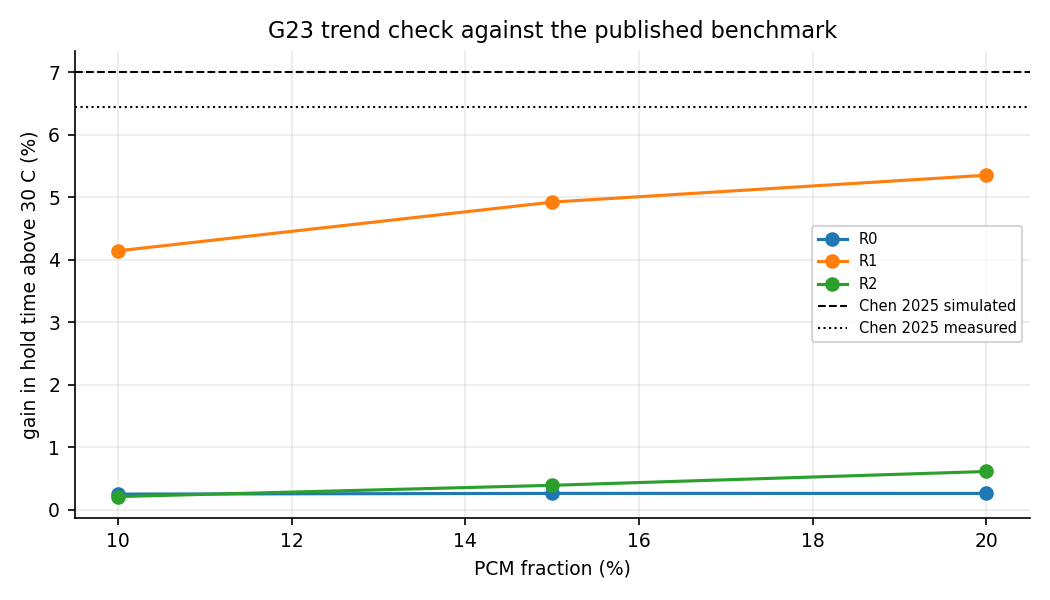 G23 trend check against the published benchmark
gain in hold time above 30 C (%)
7
6
5
4
3
2
1
0
R0
R1
R2
Chen 2025 simulated
Chen 2025 measured
10 12 14 16 18 20
PCM fraction (%)